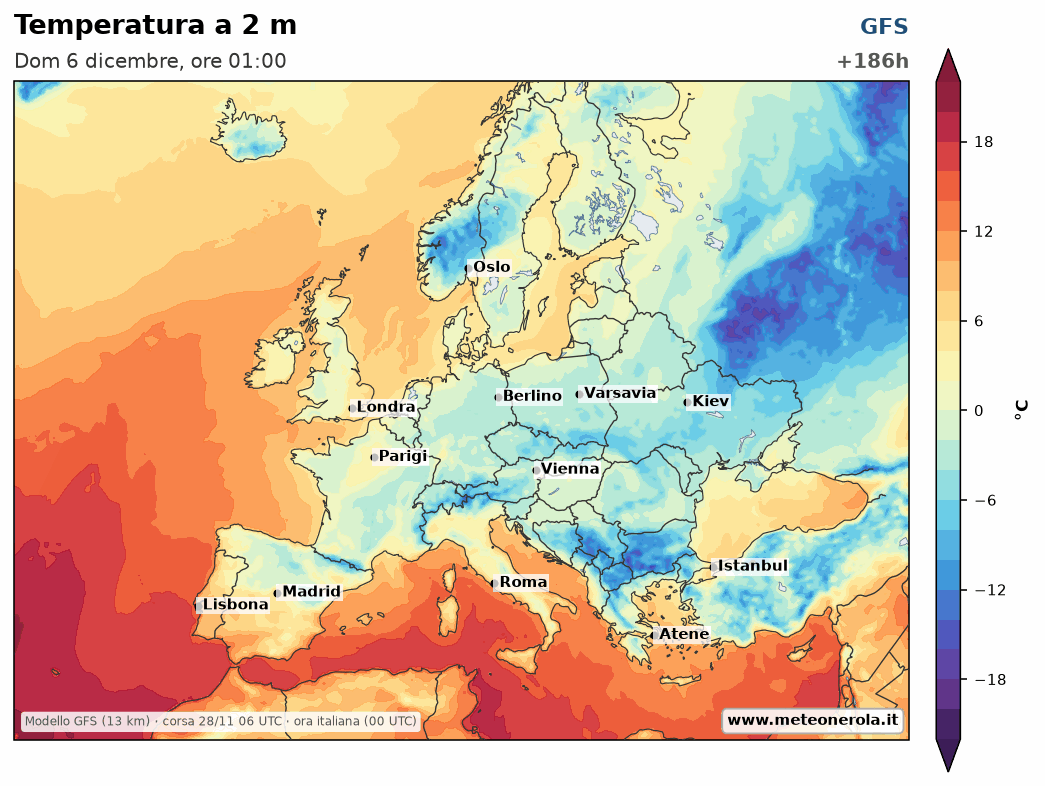 Temperatura a 2 m
GFS
Dom 6 dicembre, ore 01:00
+186h
18
12
6
0
−6
−12
−18
°C
Oslo
Londra
Berlino
Varsavia
Kiev
Parigi
Vienna
Istanbul
Madrid
Roma
Lisbona
Atene
Modello GFS (13 km) · corsa 28/11 06 UTC · ora italiana (00 UTC)
www.meteonerola.it